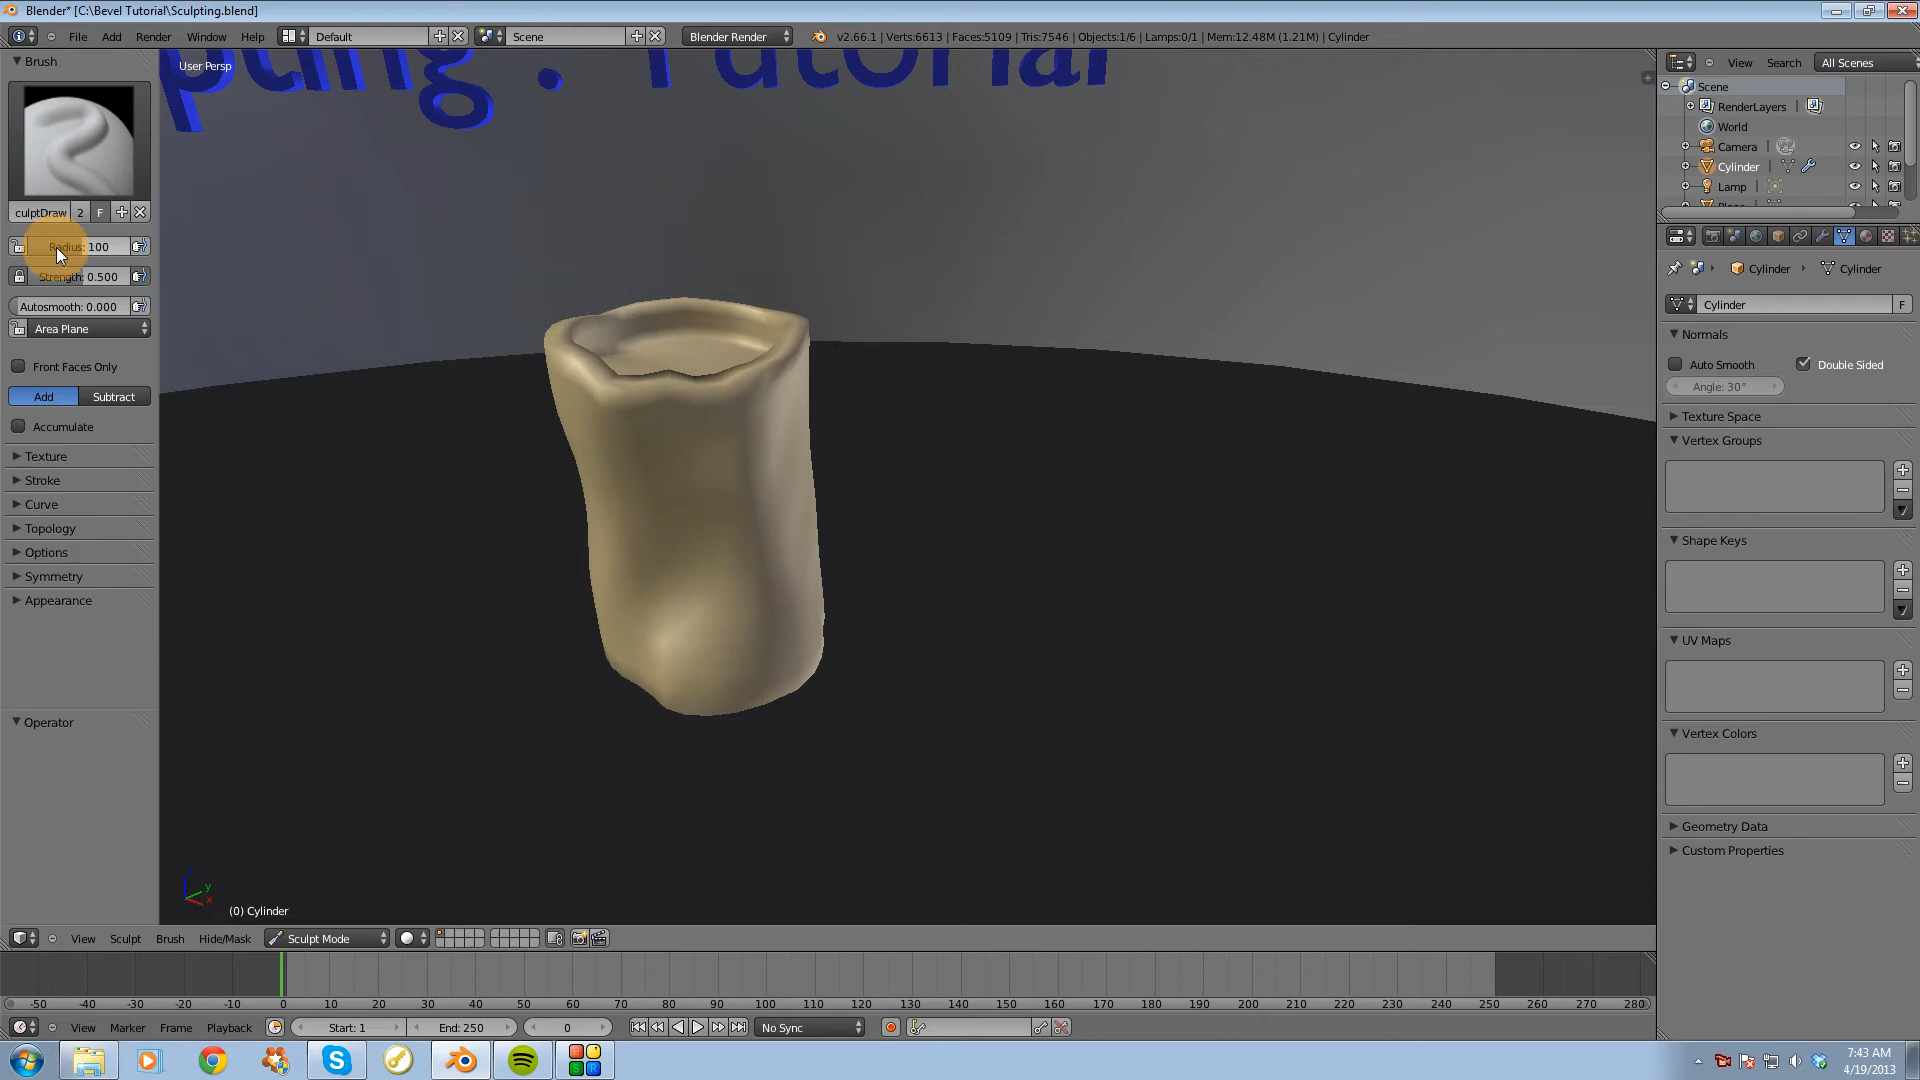 Blender* [C:\Bevel Tutorial\Sculpting.blend]
File Add Render Window Help Default Scene Blender Render v2.66.1 | Verts:6613 | Faces:5109 | Tris:7546 | Objects:1/6 | Lamps:0/1 | Mem:12.48M (1.21M) | Cylinder
Brush
User Persp
pting : Tutorial
View Search All Scenes
Scene
RenderLayers
World
Camera
Cylinder
Lamp
culptDraw 2 F
Radius: 100
Strength: 0.500
Autosmooth: 0.000
Area Plane
Front Faces Only
Add Subtract
Accumulate
Texture
Stroke
Curve
Topology
Options
Symmetry
Appearance
Operator
Cylinder Cylinder
Cylinder F
Normals
Auto Smooth Double Sided
Angle: 30°
Texture Space
Vertex Groups
Shape Keys
UV Maps
Vertex Colors
Geometry Data
Custom Properties
z y x
(0) Cylinder
View Sculpt Brush Hide/Mask Sculpt Mode
-50 -40 -30 -20 -10 0 10 20 30 40 50 60 70 80 90 100 110 120 130 140 150 160 170 180 190 200 210 220 230 240 250 260 270 280
View Marker Frame Playback Start: 1 End: 250 0 No Sync
7:43 AM
4/19/2013